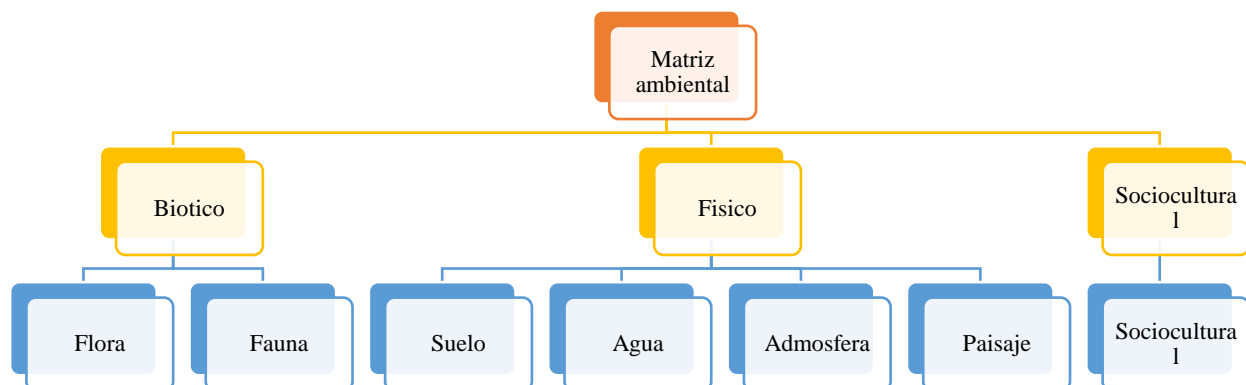 Matriz
ambiental
Biotico
Fisico
Sociocultura
l
Flora
Fauna
Suelo
Agua
Admosfera
Paisaje
Sociocultura
l